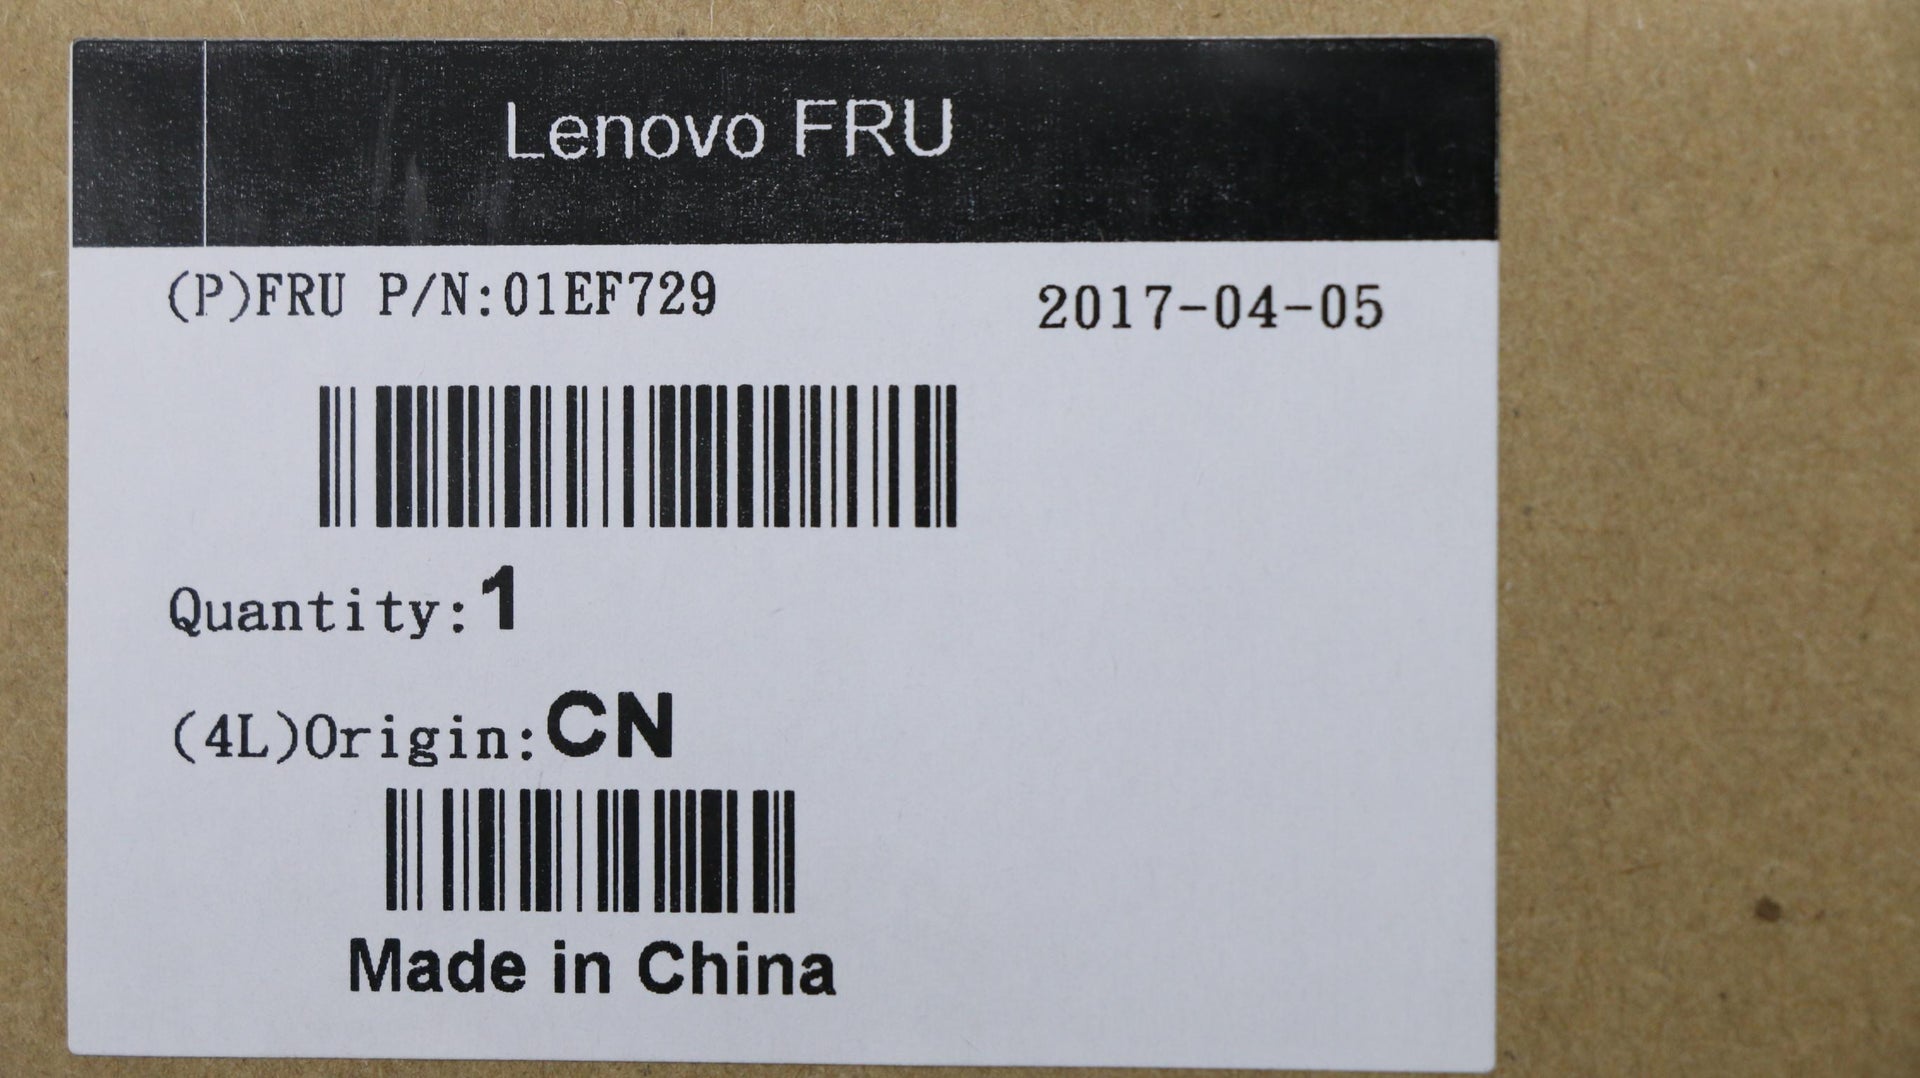 Lenovo FRU
(P)FRU P/N:01EF729 2017-04-05
Quantity:1
(4L)Origin:CN
Made in China